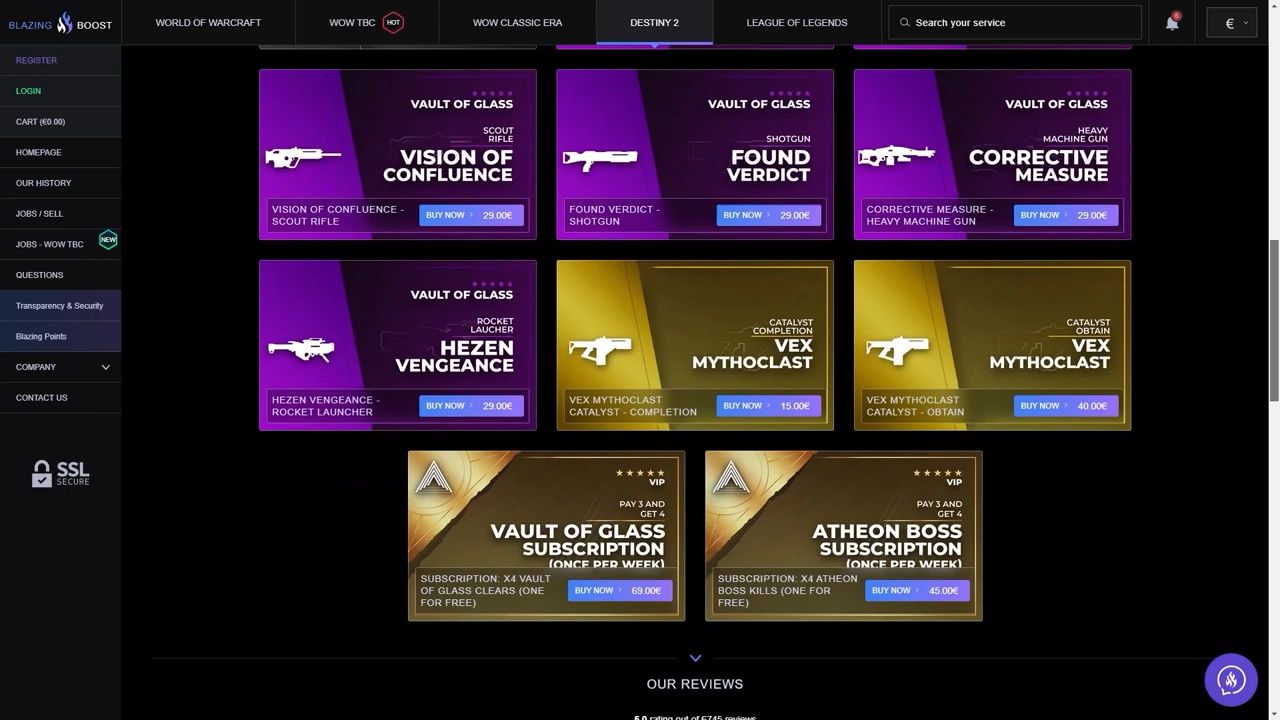 BLAZING BOOST
WORLD OF WARCRAFT
WOW TBC
HOT
WOW CLASSIC ERA
DESTINY 2
LEAGUE OF LEGENDS
Search your service
6
€
REGISTER
LOGIN
CART (€0.00)
HOMEPAGE
OUR HISTORY
JOBS / SELL
JOBS - WOW TBC
NEW
QUESTIONS
Transparency & Security
Blazing Points
COMPANY
CONTACT US
SSL
SECURE
VAULT OF GLASS
SCOUT
RIFLE
VISION OF
CONFLUENCE
VISION OF CONFLUENCE -
SCOUT RIFLE
BUY NOW 29.00€
VAULT OF GLASS
SHOTGUN
FOUND
VERDICT
FOUND VERDICT -
SHOTGUN
BUY NOW 29.00€
VAULT OF GLASS
HEAVY
MACHINE GUN
CORRECTIVE
MEASURE
CORRECTIVE MEASURE -
HEAVY MACHINE GUN
BUY NOW 29.00€
VAULT OF GLASS
ROCKET
LAUCHER
HEZEN
VENGEANCE
HEZEN VENGEANCE -
ROCKET LAUNCHER
BUY NOW 29.00€
CATALYST
COMPLETION
VEX
MYTHOCLAST
VEX MYTHOCLAST
CATALYST - COMPLETION
BUY NOW 15.00€
CATALYST
OBTAIN
VEX
MYTHOCLAST
VEX MYTHOCLAST
CATALYST - OBTAIN
BUY NOW 40.00€
VIP
PAY 3 AND
GET 4
VAULT OF GLASS
SUBSCRIPTION
(ONCE PER WEEK)
SUBSCRIPTION: X4 VAULT
OF GLASS CLEARS (ONE
FOR FREE)
BUY NOW 69.00€
VIP
PAY 3 AND
GET 4
ATHEON BOSS
SUBSCRIPTION
(ONCE PER WEEK)
SUBSCRIPTION: X4 ATHEON
BOSS KILLS (ONE FOR
FREE)
BUY NOW 45.00€
OUR REVIEWS
5.0 rating out of 6745 reviews